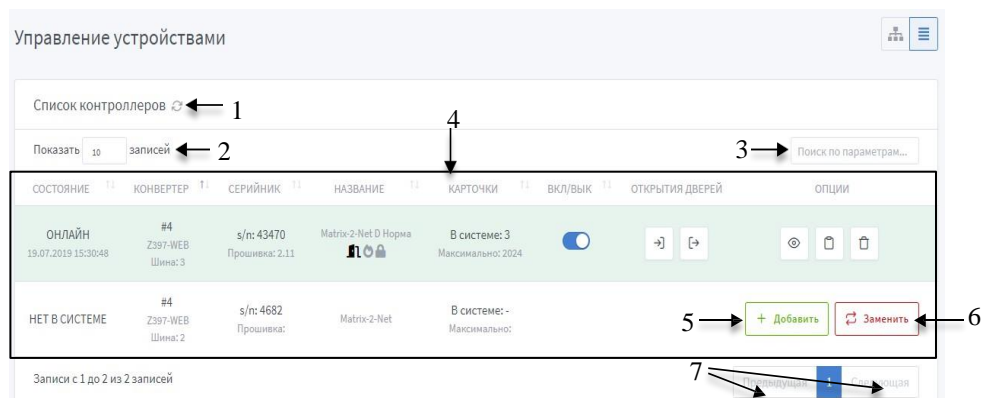 Управление устройствами
Список контроллеров 1
4
Показать 10 записей 2
3 Поиск по параметрам...
СОСТОЯНИЕ КОНВЕРТЕР СЕРИЙНИК НАЗВАНИЕ КАРТОЧКИ ВКЛ/ВЫК ОТКРЫТИЯ ДВЕРЕЙ ОПЦИИ
ОНЛАЙН
19.07.2019 15:30:48
#4
Z397-WEB
Шина: 3
s/n: 43470
Прошивка: 2.11
Matrix-2-Net D Норма
В системе: 3
Максимально: 2024
НЕТ В СИСТЕМЕ
#4
Z397-WEB
Шина: 2
s/n: 4682
Прошивка:
Matrix-2-Net
В системе: -
Максимально:
5 + Добавить Заменить 6
Записи с 1 до 2 из 2 записей
7
Предыдущая 1 Следующая